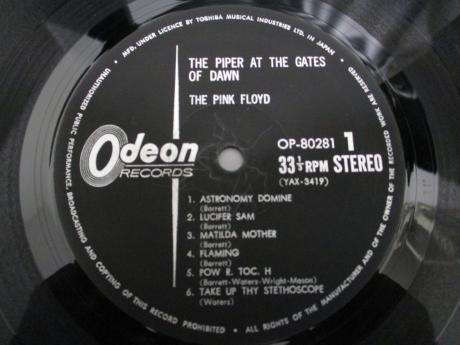 MFD. UNDER LICENCE BY TOSHIBA MUSICAL INDUSTRIES LTD. IN JAPAN
THE PIPER AT THE GATES
OF DAWN
THE PINK FLOYD
Odeon
RECORDS
OP-80281 1
33 1/3 RPM STEREO
(YAX-3419)
1. ASTRONOMY DOMINE
(Barrett)
2. LUCIFER SAM
(Barrett)
3. MATILDA MOTHER
(Barrett)
4. FLAMING
(Barrett)
5. POW R. TOC. H
(Barrett-Waters-Wright-Mason)
6. TAKE UP THY STETHOSCOPE
(Waters)
UNAUTHORIZED PUBLIC PERFORMANCE, BROADCASTING AND COPYING OF THIS RECORD PROHIBITED • ALL RIGHTS OF THE MANUFACTURER AND OF THE OWNER OF THE RECORDED WORK ARE RESERVED